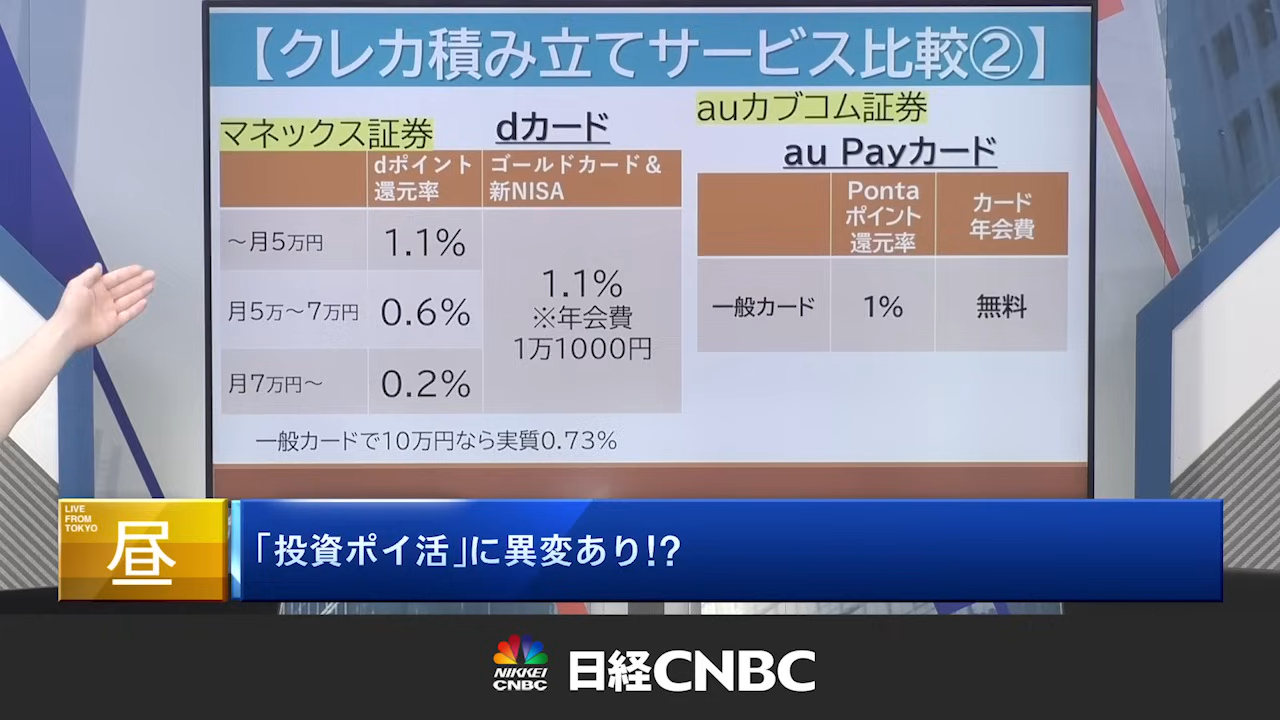 【クレカ積み立てサービス比較②】
マネックス証券
dカード
dポイント
還元率
ゴールドカード＆
新NISA
～月5万円
1.1%
月5万～7万円
0.6%
月7万円～
0.2%
1.1%
※年会費
1万1000円
一般カードで10万円なら実質0.73%
auカブコム証券
au Payカード
Ponta
ポイント
還元率
カード
年会費
一般カード
1%
無料
LIVE
FROM
TOKYO
昼
「投資ポイ活」に異変あり!?
NIKKEI
CNBC
日経CNBC